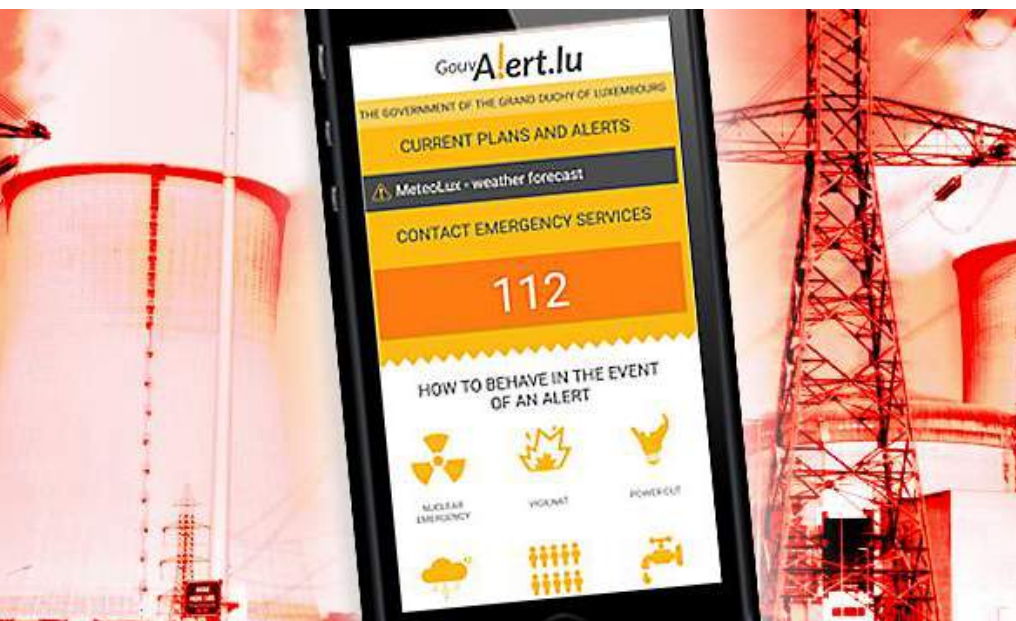 GouvAlert.lu
THE GOVERNMENT OF THE GRAND DUCHY OF LUXEMBOURG
CURRENT PLANS AND ALERTS
MeteoLux - weather forecast
CONTACT EMERGENCY SERVICES
112
HOW TO BEHAVE IN THE EVENT
OF AN ALERT
NUCLEAR
EMERGENCY
VIGILNAT
POWER CUT